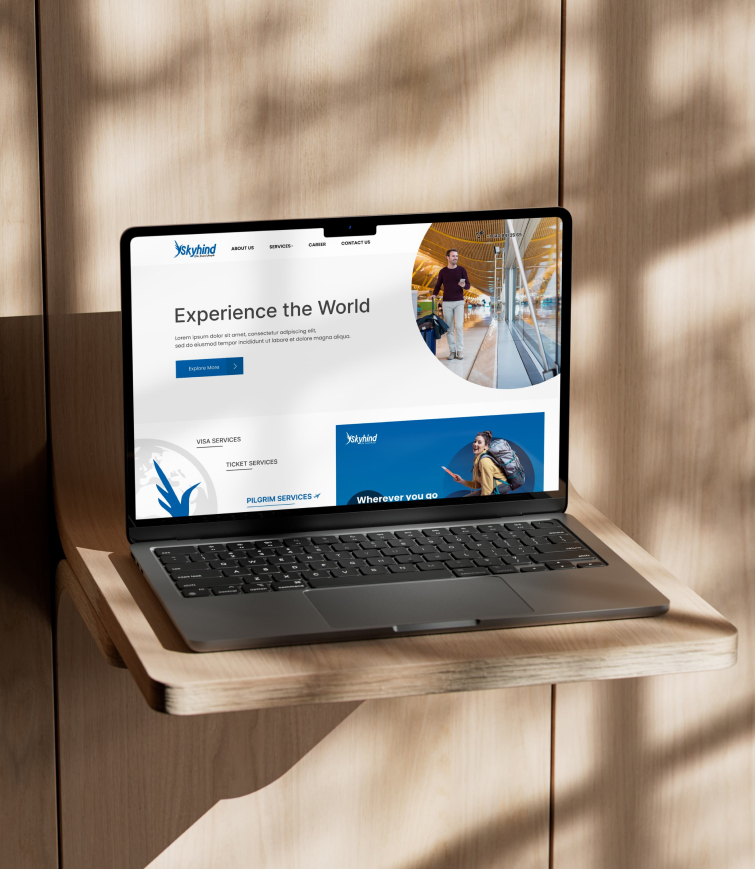 Skyhind
ABOUT US
SERVICES
CAREER
CONTACT US
Experience the World
Lorem ipsum dolor sit amet, consectetur adipiscing elit,
sed do eiusmod tempor incididunt ut labore et dolore magna aliqua.
Explore More
VISA SERVICES
TICKET SERVICES
PILGRIM SERVICES
Skyhind
Wherever you go